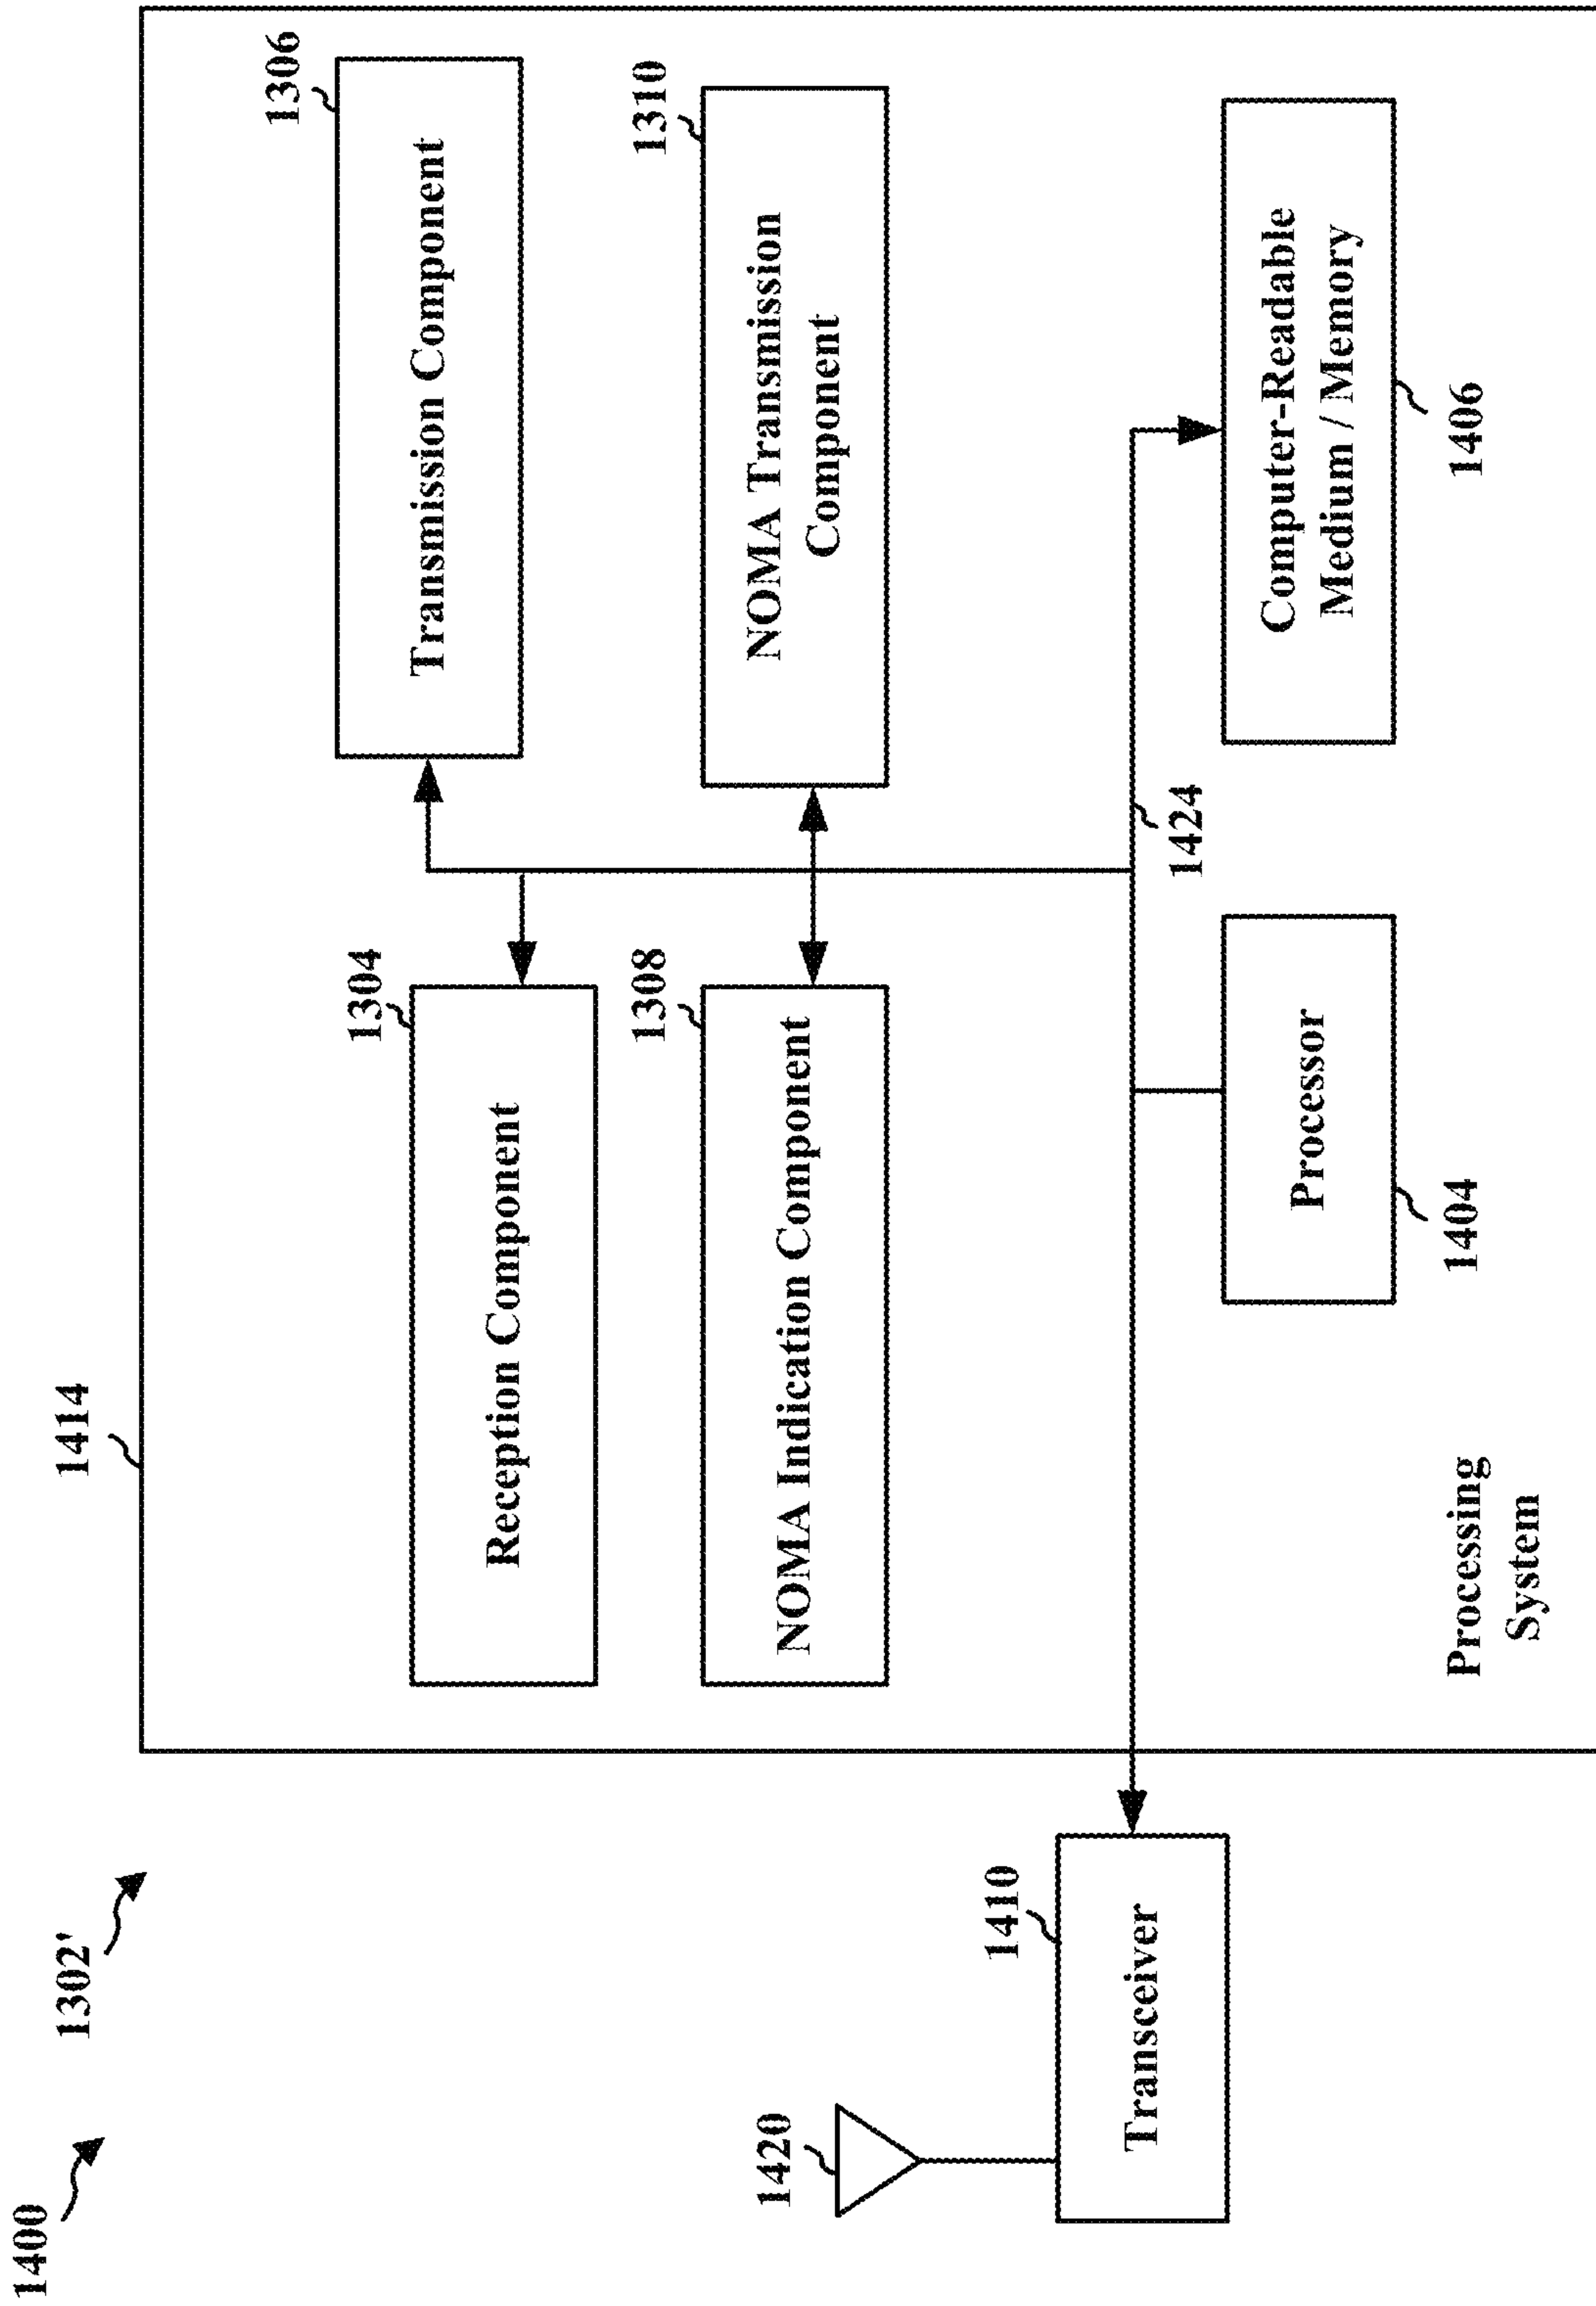 1400
1302'
1414
1306
Transmission Component
1304
Reception Component
1310
NOMA Transmission
Component
1308
NOMA Indication Component
1420
1410
Transceiver
1424
Processor
1404
Computer-Readable
Medium / Memory
1406
Processing
System